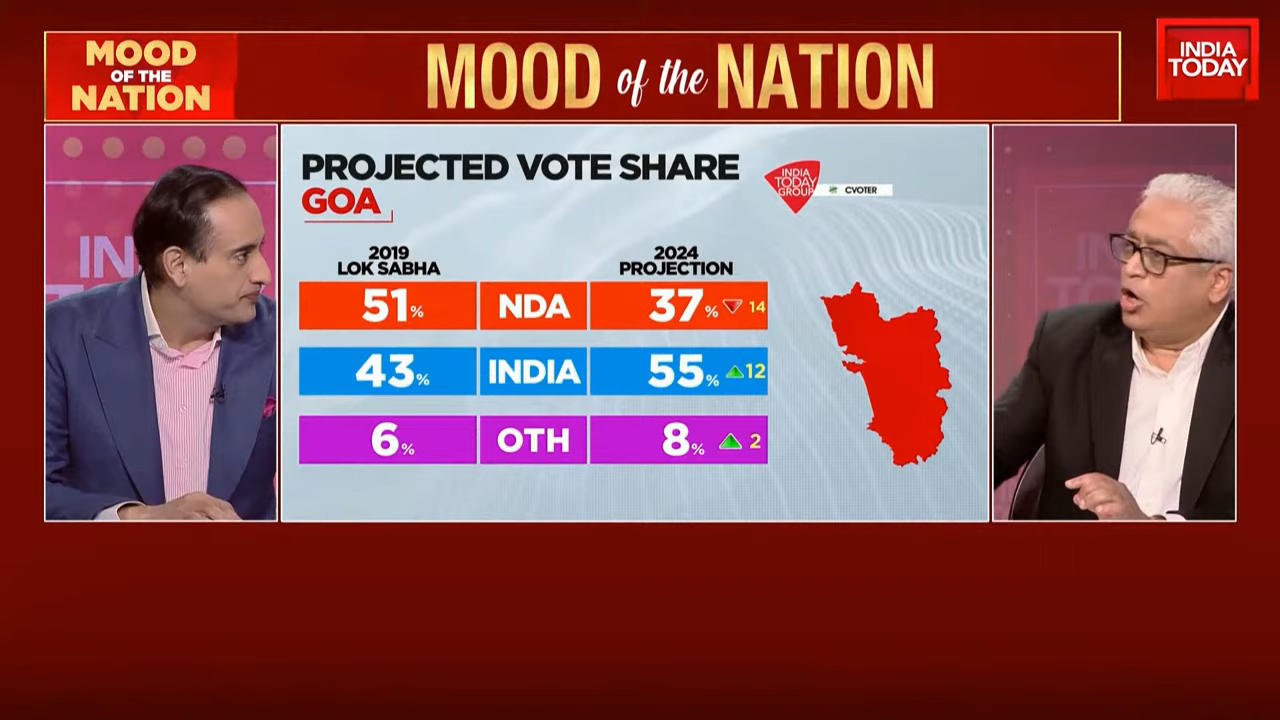 MOOD
OF THE
NATION
MOOD of the NATION
INDIA
TODAY
PROJECTED VOTE SHARE
GOA
INDIA
TODAY
GROUP
CVOTER
2019
LOK SABHA
2024
PROJECTION
51% NDA 37% 14
43% INDIA 55% 12
6% OTH 8% 2
IN